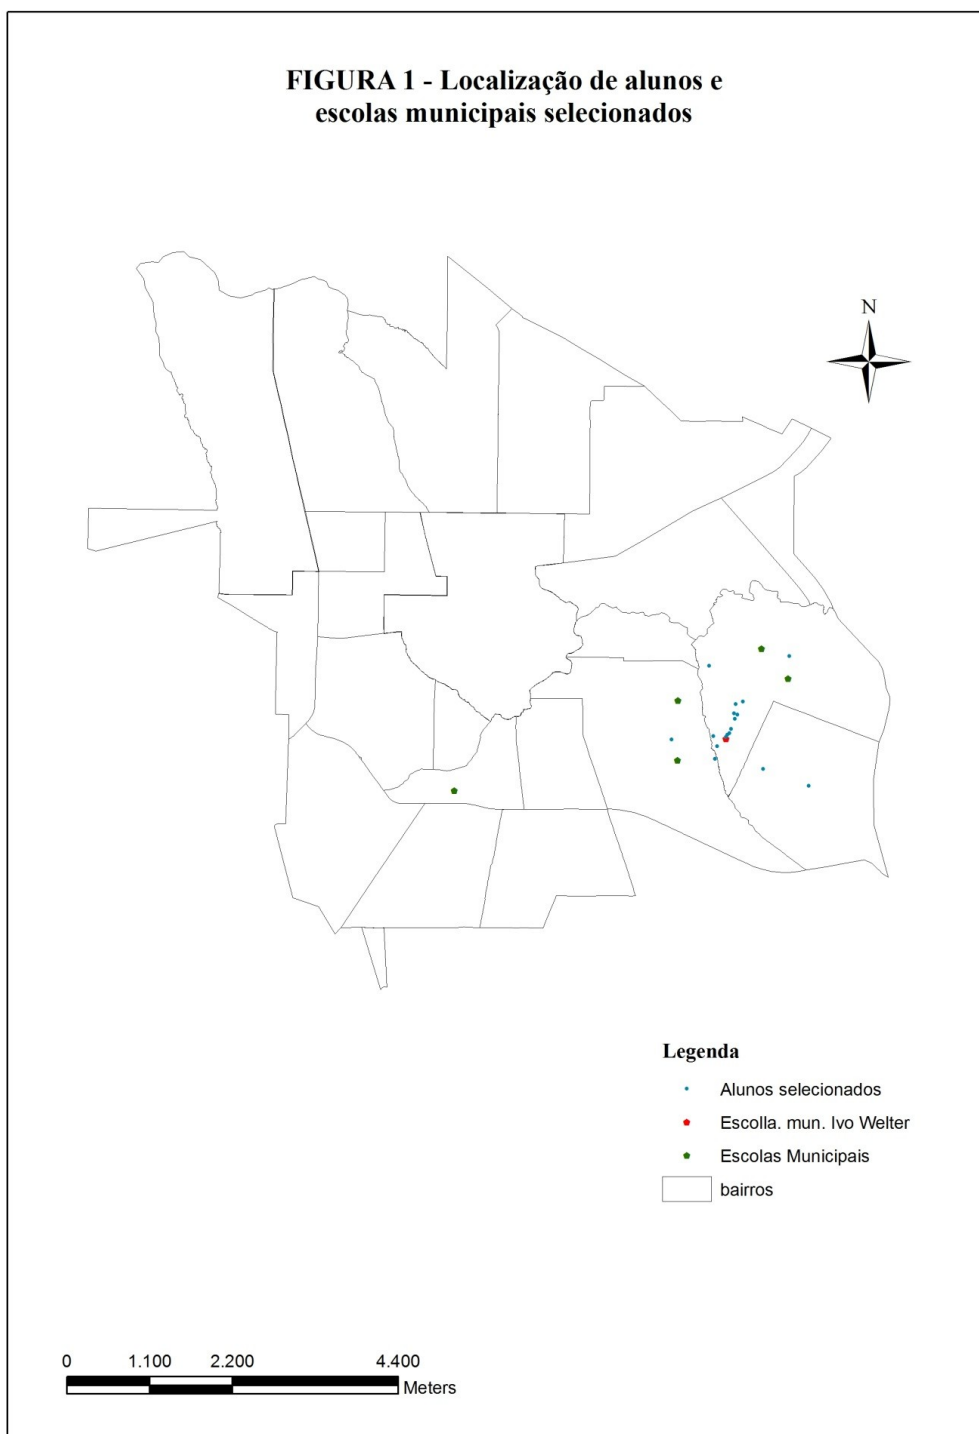 FIGURA 1 - Localização de alunos e
escolas municipais selecionados
N
Legenda
Alunos selecionados
Escolla. mun. Ivo Welter
Escolas Municipais
bairros
0 1.100 2.200 4.400
Meters